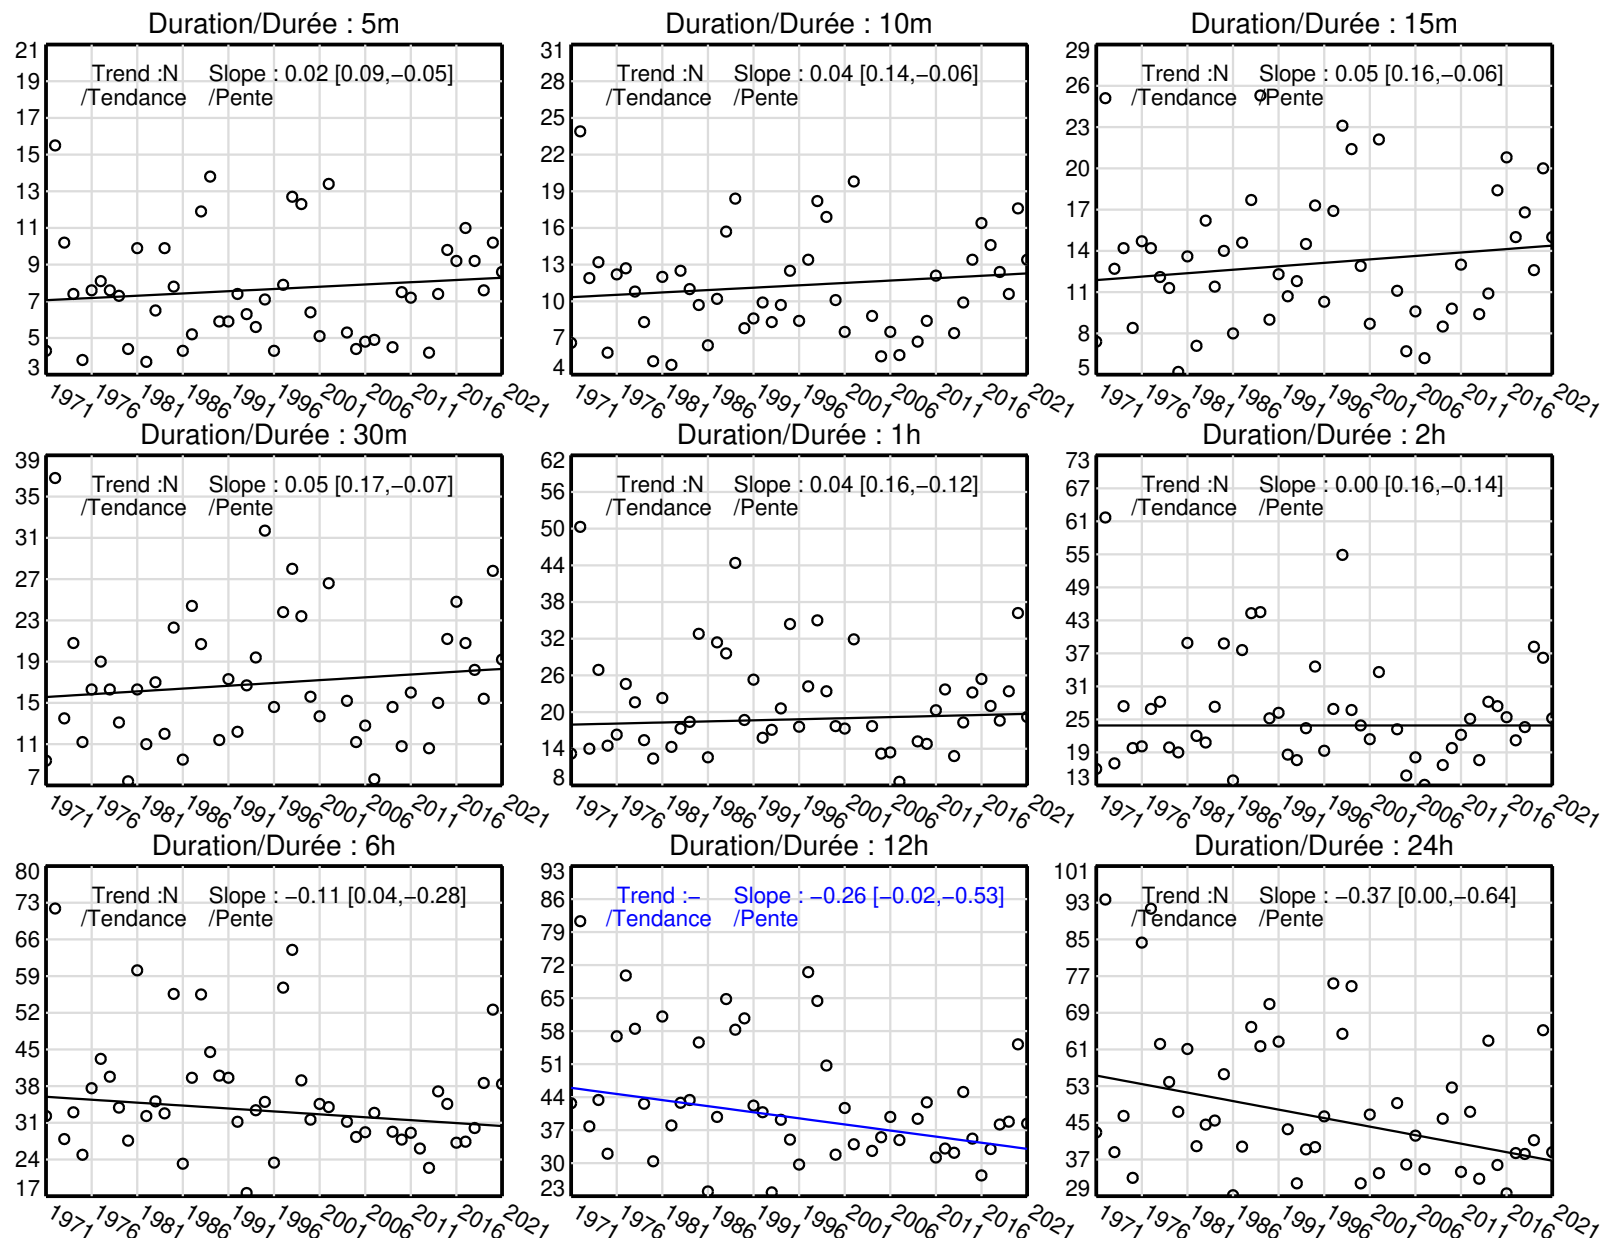 Duration/Durée : 5m
Trend :N Slope : 0.02 [0.09,−0.05]
/Tendance /Pente
21
19
17
15
13
11
9
7
5
3
1971 1976 1981 1986 1991 1996 2001 2006 2011 2016 2021
Duration/Durée : 10m
Trend :N Slope : 0.04 [0.14,−0.06]
/Tendance /Pente
31
28
25
22
19
16
13
10
7
4
1971 1976 1981 1986 1991 1996 2001 2006 2011 2016 2021
Duration/Durée : 15m
Trend :N Slope : 0.05 [0.16,−0.06]
/Tendance /Pente
29
26
23
20
17
14
11
8
5
1971 1976 1981 1986 1991 1996 2001 2006 2011 2016 2021
Duration/Durée : 30m
Trend :N Slope : 0.05 [0.17,−0.07]
/Tendance /Pente
39
35
31
27
23
19
15
11
7
1971 1976 1981 1986 1991 1996 2001 2006 2011 2016 2021
Duration/Durée : 1h
Trend :N Slope : 0.04 [0.16,−0.12]
/Tendance /Pente
62
56
50
44
38
32
26
20
14
8
1971 1976 1981 1986 1991 1996 2001 2006 2011 2016 2021
Duration/Durée : 2h
Trend :N Slope : 0.00 [0.16,−0.14]
/Tendance /Pente
73
67
61
55
49
43
37
31
25
19
13
1971 1976 1981 1986 1991 1996 2001 2006 2011 2016 2021
Duration/Durée : 6h
Trend :N Slope : −0.11 [0.04,−0.28]
/Tendance /Pente
80
73
66
59
52
45
38
31
24
17
1971 1976 1981 1986 1991 1996 2001 2006 2011 2016 2021
Duration/Durée : 12h
Trend :− Slope : −0.26 [−0.02,−0.53]
/Tendance /Pente
93
86
79
72
65
58
51
44
37
30
23
1971 1976 1981 1986 1991 1996 2001 2006 2011 2016 2021
Duration/Durée : 24h
Trend :N Slope : −0.37 [0.00,−0.64]
/Tendance /Pente
101
93
85
77
69
61
53
45
37
29
1971 1976 1981 1986 1991 1996 2001 2006 2011 2016 2021